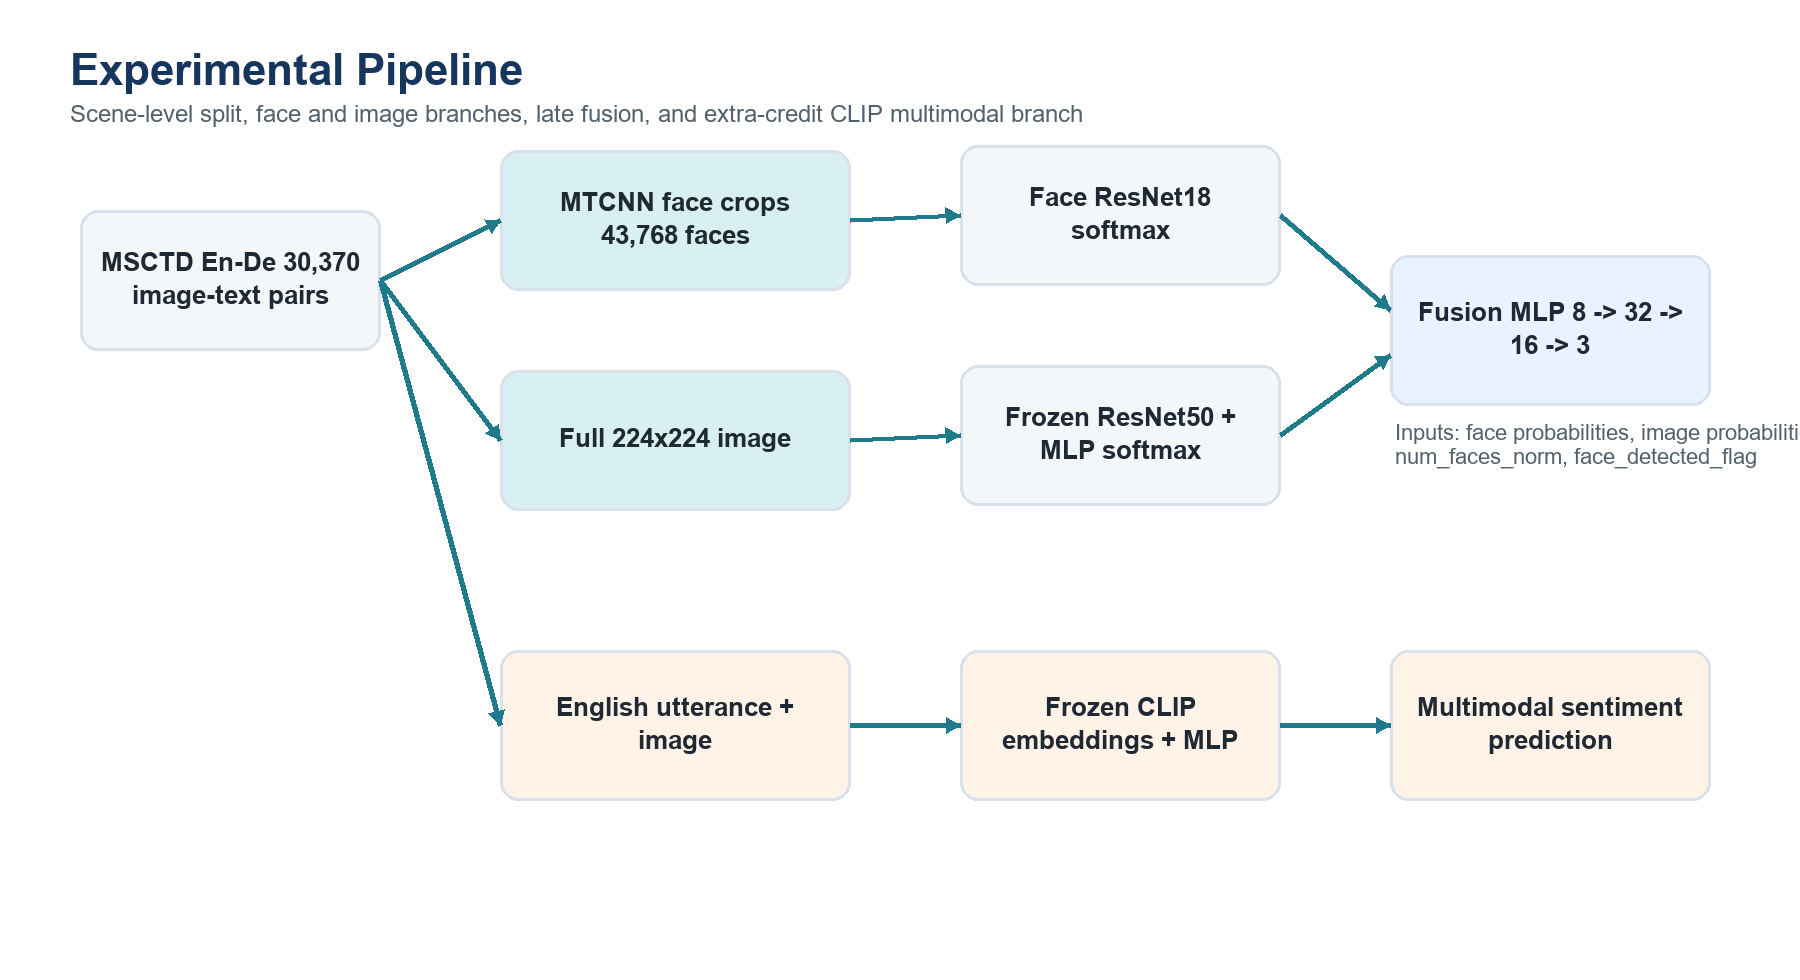 Experimental Pipeline
Scene-level split, face and image branches, late fusion, and extra-credit CLIP multimodal branch
MSCTD En-De 30,370
image-text pairs
MTCNN face crops
43,768 faces
Face ResNet18
softmax
Full 224x224 image
Frozen ResNet50 +
MLP softmax
Fusion MLP 8 -> 32 ->
16 -> 3
Inputs: face probabilities, image probabiliti
num_faces_norm, face_detected_flag
English utterance +
image
Frozen CLIP
embeddings + MLP
Multimodal sentiment
prediction